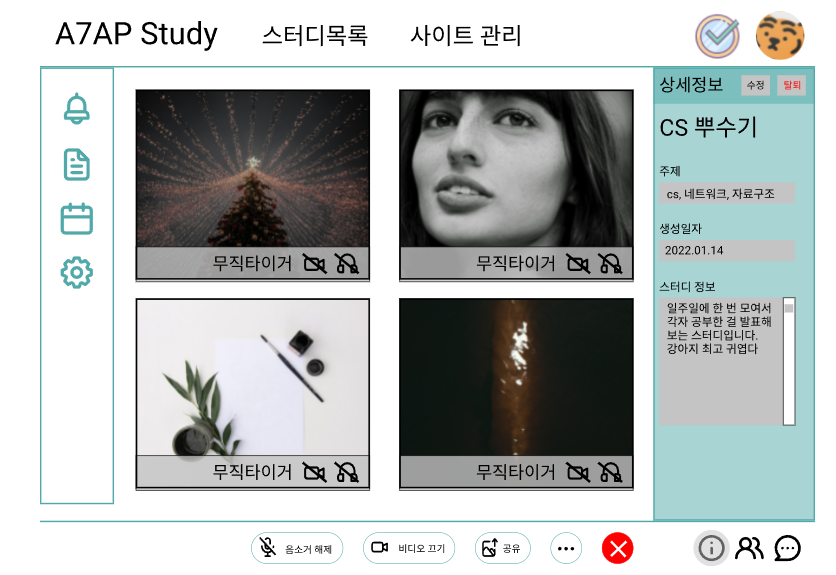 A7AP Study 스터디목록 사이트 관리
상세정보 수정 탈퇴
CS 뿌수기
주제
cs, 네트워크, 자료구조
생성일자
2022.01.14
스터디 정보
일주일에 한 번 모여서
각자 공부한 걸 발표해
보는 스터디입니다.
강아지 최고 귀엽다
무직타이거 무직타이거
무직타이거 무직타이거
음소거 해제 비디오 끄기 공유